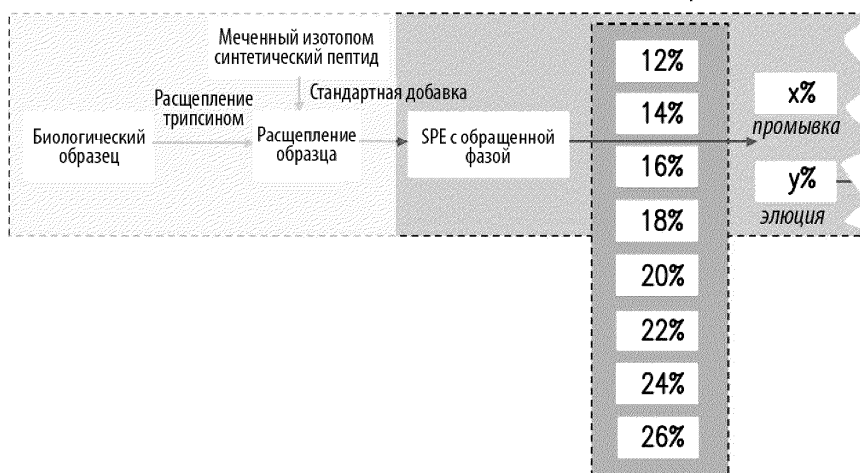 Меченный изотопом
синтетический пептид
Расщепление
трипсином
Стандартная добавка
Биологический
образец
Расщепление
образца
SPE с обращенной
фазой
12%
14%
16%
18%
20%
22%
24%
26%
x%
промывка
y%
элюция